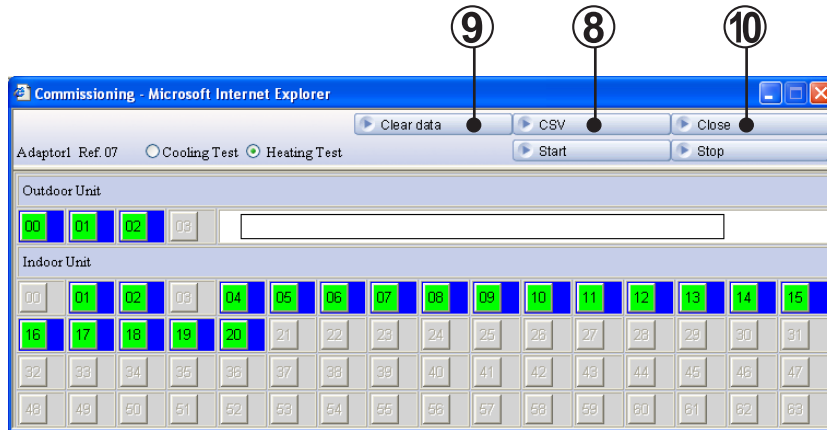 ⑨ ⑧ ⑩
Commissioning - Microsoft Internet Explorer
Clear data CSV Close
Adaptor1 Ref. 07 Cooling Test Heating Test Start Stop
Outdoor Unit
00 01 02 03
Indoor Unit
00 01 02 03 04 05 06 07 08 09 10 11 12 13 14 15
16 17 18 19 20 21 22 23 24 25 26 27 28 29 30 31
32 33 34 35 36 37 38 39 40 41 42 43 44 45 46 47
48 49 50 51 52 53 54 55 56 57 58 59 60 61 62 63